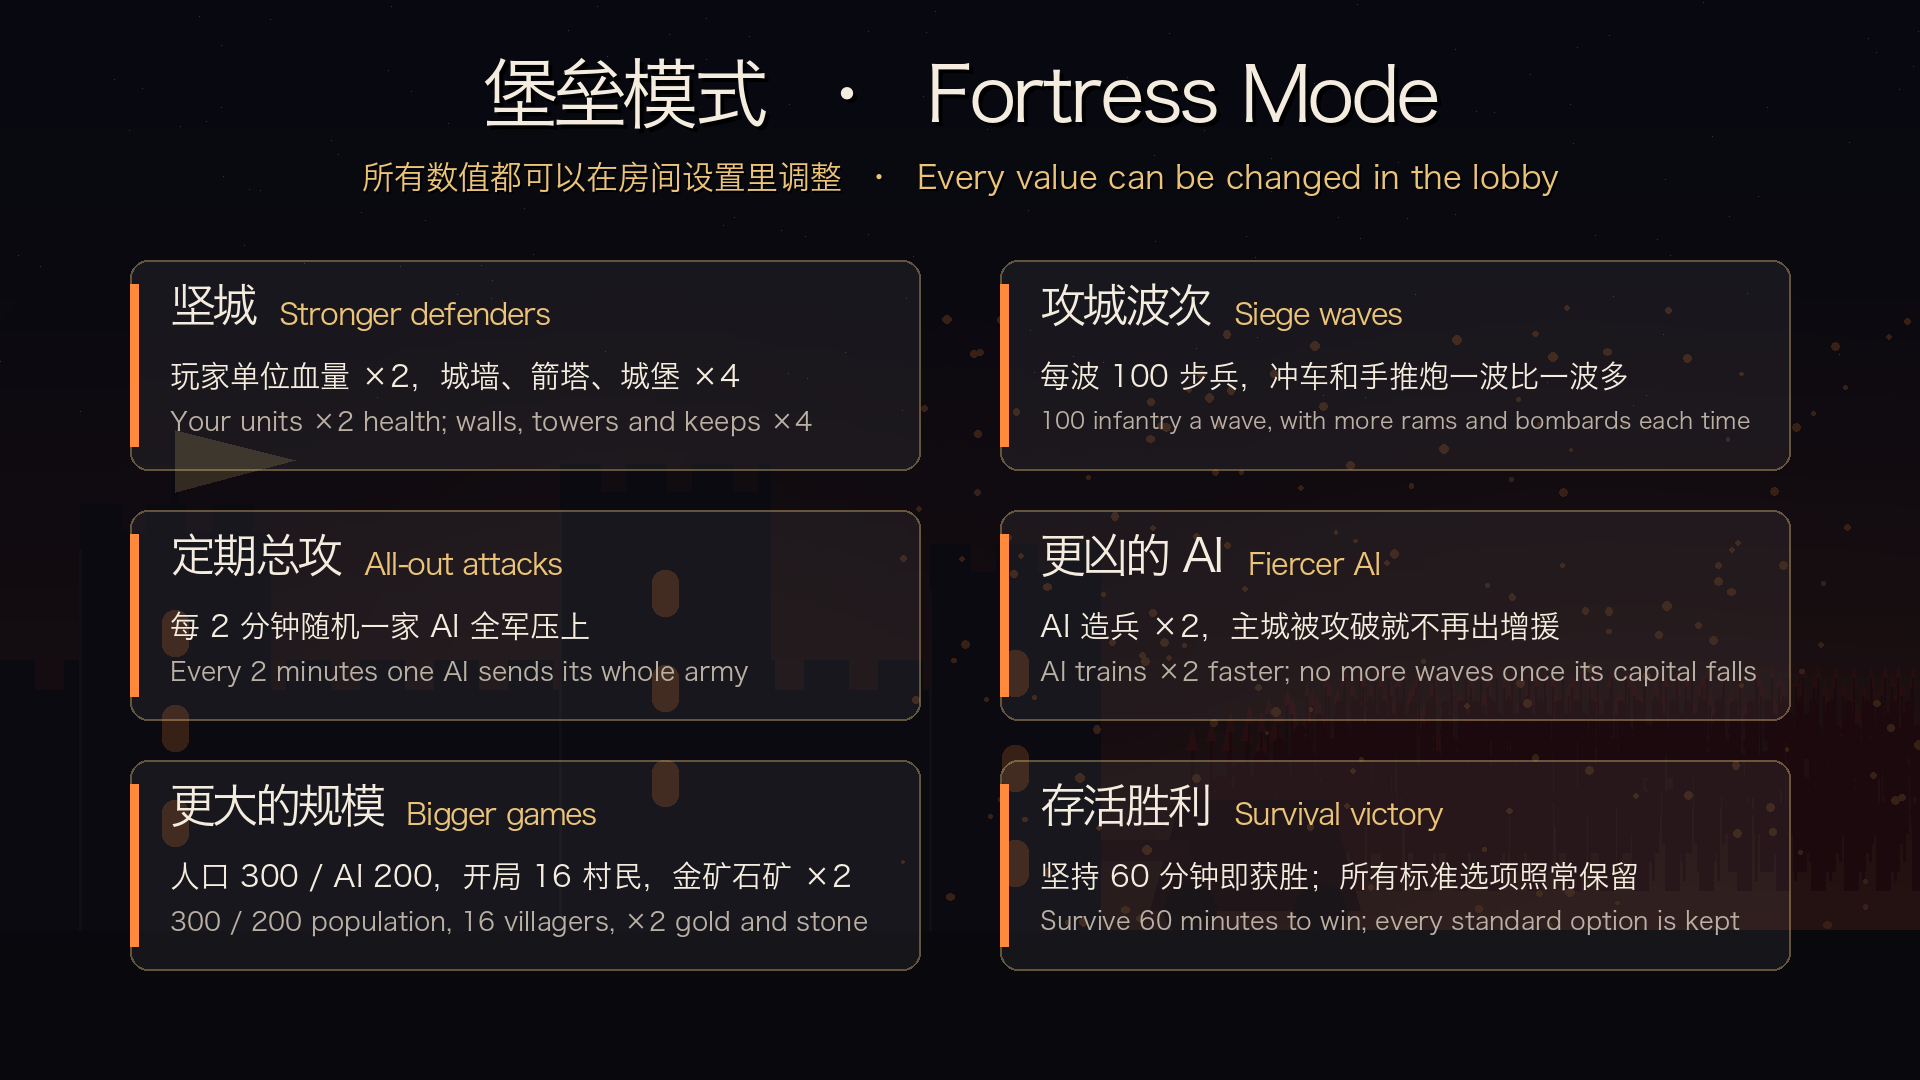 堡垒模式 · Fortress Mode
所有数值都可以在房间设置里调整 · Every value can be changed in the lobby
坚城 Stronger defenders
玩家单位血量 ×2，城墙、箭塔、城堡 ×4
Your units ×2 health; walls, towers and keeps ×4
攻城波次 Siege waves
每波 100 步兵，冲车和手推炮一波比一波多
100 infantry a wave, with more rams and bombards each time
定期总攻 All-out attacks
每 2 分钟随机一家 AI 全军压上
Every 2 minutes one AI sends its whole army
更凶的 AI Fiercer AI
AI 造兵 ×2，主城被攻破就不再出增援
AI trains ×2 faster; no more waves once its capital falls
更大的规模 Bigger games
人口 300 / AI 200，开局 16 村民，金矿石矿 ×2
300 / 200 population, 16 villagers, ×2 gold and stone
存活胜利 Survival victory
坚持 60 分钟即获胜；所有标准选项照常保留
Survive 60 minutes to win; every standard option is kept